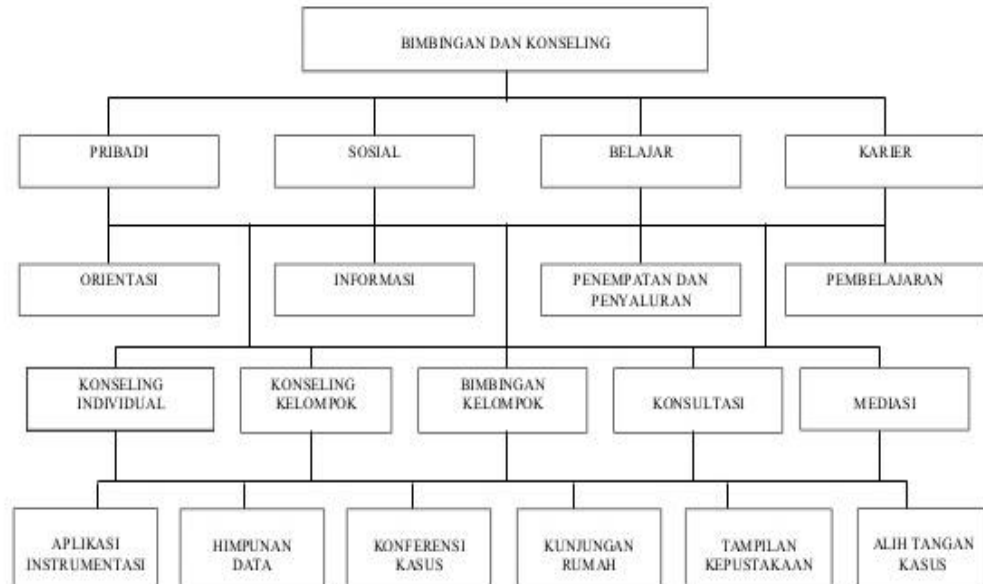 BIMBINGAN DAN KONSELING
PRIBADI
SOSIAL
BELAJAR
KARIER
ORIENTASI
INFORMASI
PENEMPATAN DAN
PENYALURAN
PEMBELAJARAN
KONSELING
INDIVIDUAL
KONSELING
KELOMPOK
BIMBINGAN
KELOMPOK
KONSULTASI
MEDIASI
APLIKASI
INSTRUMENTASI
HIMPUNAN
DATA
KONFERENSI
KASUS
KUNJUNGAN
RUMAH
TAMPILAN
KEPUSTAKAAN
ALIH TANGAN
KASUS